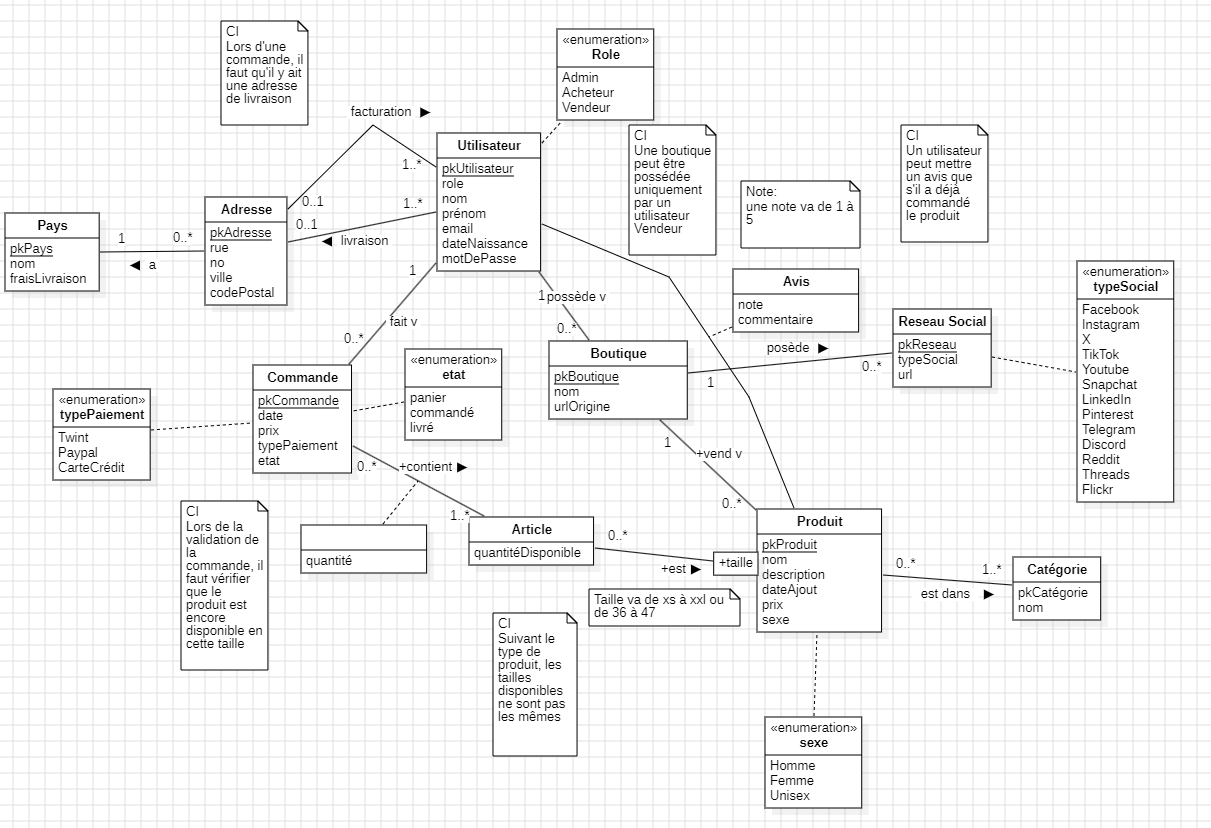 CI
Lors d'une
commande, il
faut qu'il y ait
une adresse
de livraison
«enumeration»
Role
Admin
Acheteur
Vendeur
facturation ►
CI
Une boutique
peut être
possédée
uniquement
par un
utilisateur
Vendeur
CI
Un utilisateur
peut mettre
un avis que
s'il a déjà
commandé
le produit
Note:
une note va de 1 à
5
Utilisateur
pkUtilisateur
role
nom
prénom
email
dateNaissance
motDePasse
1..*
0..1
1..*
0..1
◄ livraison
Adresse
pkAdresse
rue
no
ville
codePostal
Pays
pkPays
nom
fraisLivraison
1
0..*
◄ a
1
fait v
0..*
1
possède v
0..*
Avis
note
commentaire
«enumeration»
typeSocial
Facebook
Instagram
X
TikTok
Youtube
Snapchat
LinkedIn
Pinterest
Telegram
Discord
Reddit
Threads
Flickr
Reseau Social
pkReseau
typeSocial
url
posède ►
0..*
1
Boutique
pkBoutique
nom
urlOrigine
«enumeration»
etat
panier
commandé
livré
Commande
pkCommande
date
prix
typePaiement
etat
«enumeration»
typePaiement
Twint
Paypal
CarteCrédit
0..*
+contient ►
1..*
1
+vend v
0..*
CI
Lors de la
validation de
la
commande, il
faut vérifier
que le
produit est
encore
disponible en
cette taille
quantité
Article
quantitéDisponible
0..*
+est ►
+taille
Produit
pkProduit
nom
description
dateAjout
prix
sexe
0..*
1..*
est dans ►
Catégorie
pkCatégorie
nom
Taille va de xs à xxl ou
de 36 à 47
CI
Suivant le
type de
produit, les
tailles
disponibles
ne sont pas
les mêmes
«enumeration»
sexe
Homme
Femme
Unisex